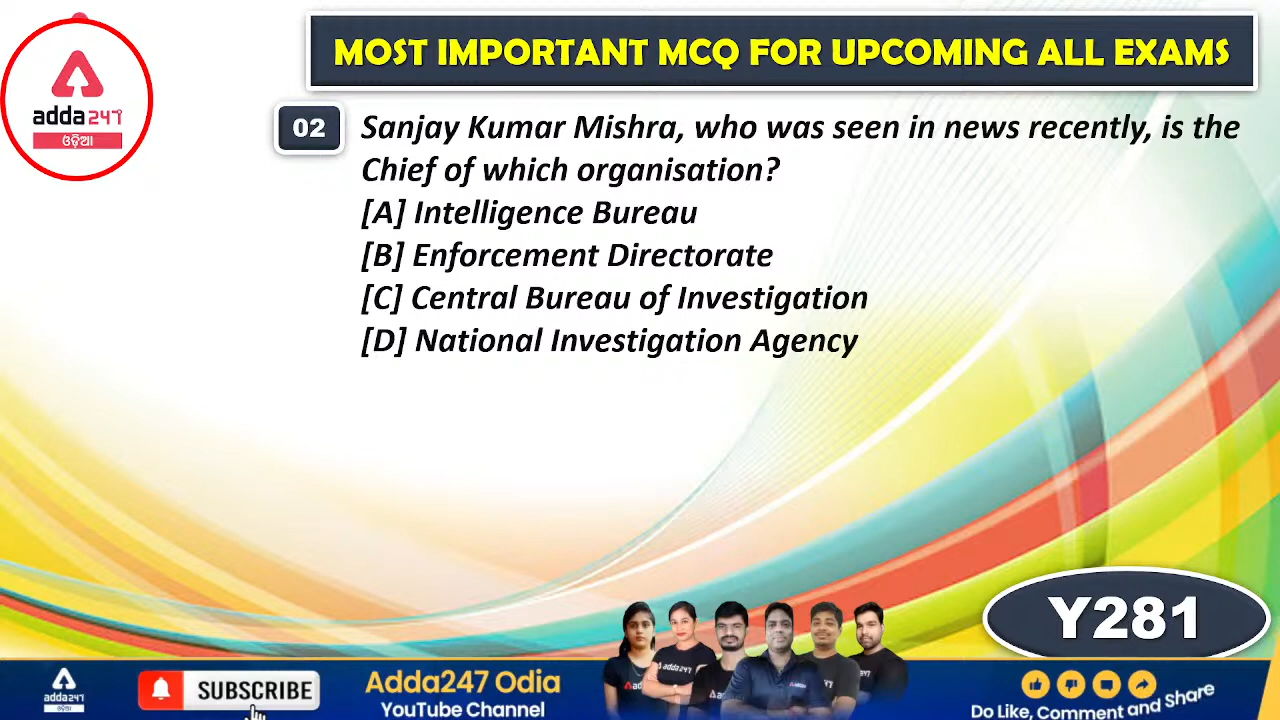 MOST IMPORTANT MCQ FOR UPCOMING ALL EXAMS
adda247
ଓଡ଼ିଆ
02
Sanjay Kumar Mishra, who was seen in news recently, is the
Chief of which organisation?
[A] Intelligence Bureau
[B] Enforcement Directorate
[C] Central Bureau of Investigation
[D] National Investigation Agency
Y281
adda247
ଓଡ଼ିଆ
SUBSCRIBE
Adda247 Odia
YouTube Channel
adda247
Do Like, Comment and Share